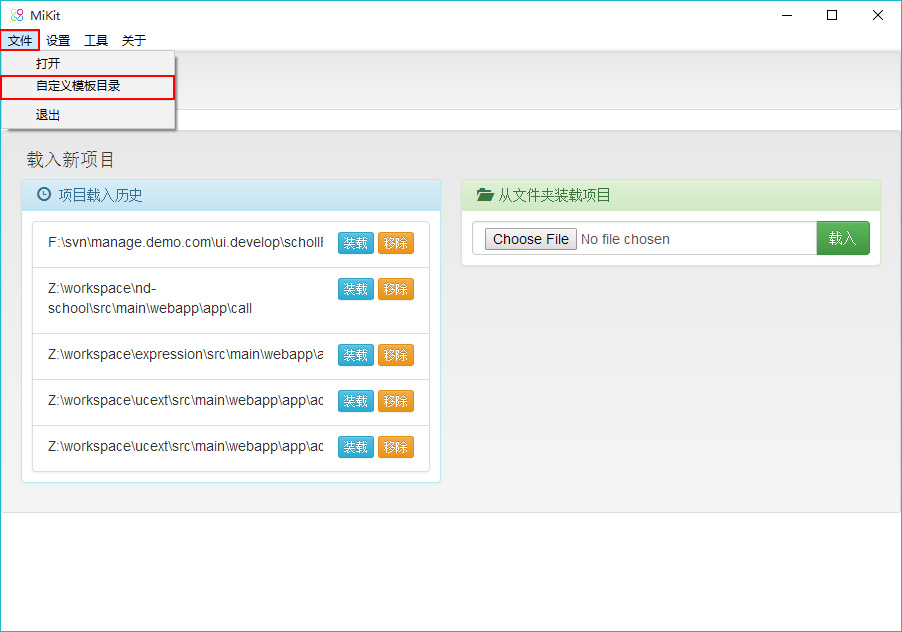 MiKit
文件 设置 工具 关于
打开
自定义模板目录
退出
载入新项目
项目载入历史
F:\svn\manage.demo.com\ui.develop\scholl
装载 移除
Z:\workspace\nd-
school\src\main\webapp\app\call
装载 移除
Z:\workspace\expression\src\main\webapp\a
装载 移除
Z:\workspace\ucext\src\main\webapp\app\ac
装载 移除
Z:\workspace\ucext\src\main\webapp\app\ac
装载 移除
从文件夹装载项目
Choose File No file chosen
载入